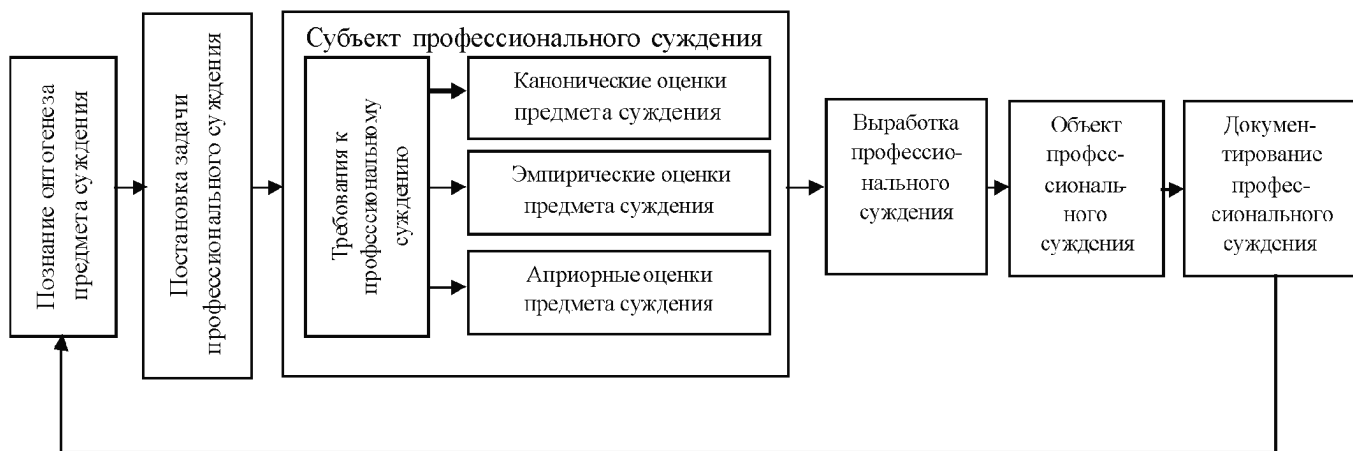 Познание онтогенеза
предмета суждения
Постановка задачи
профессионального суждения
Субъект профессионального суждения
Требования к
профессиональному
суждению
Канонические оценки
предмета суждения
Эмпирические оценки
предмета суждения
Априорные оценки
предмета суждения
Выработка
профессио-
нального
суждения
Объект
профес-
сиональ-
ного
суждения
Докумен-
тирование
профес-
сионального
суждения